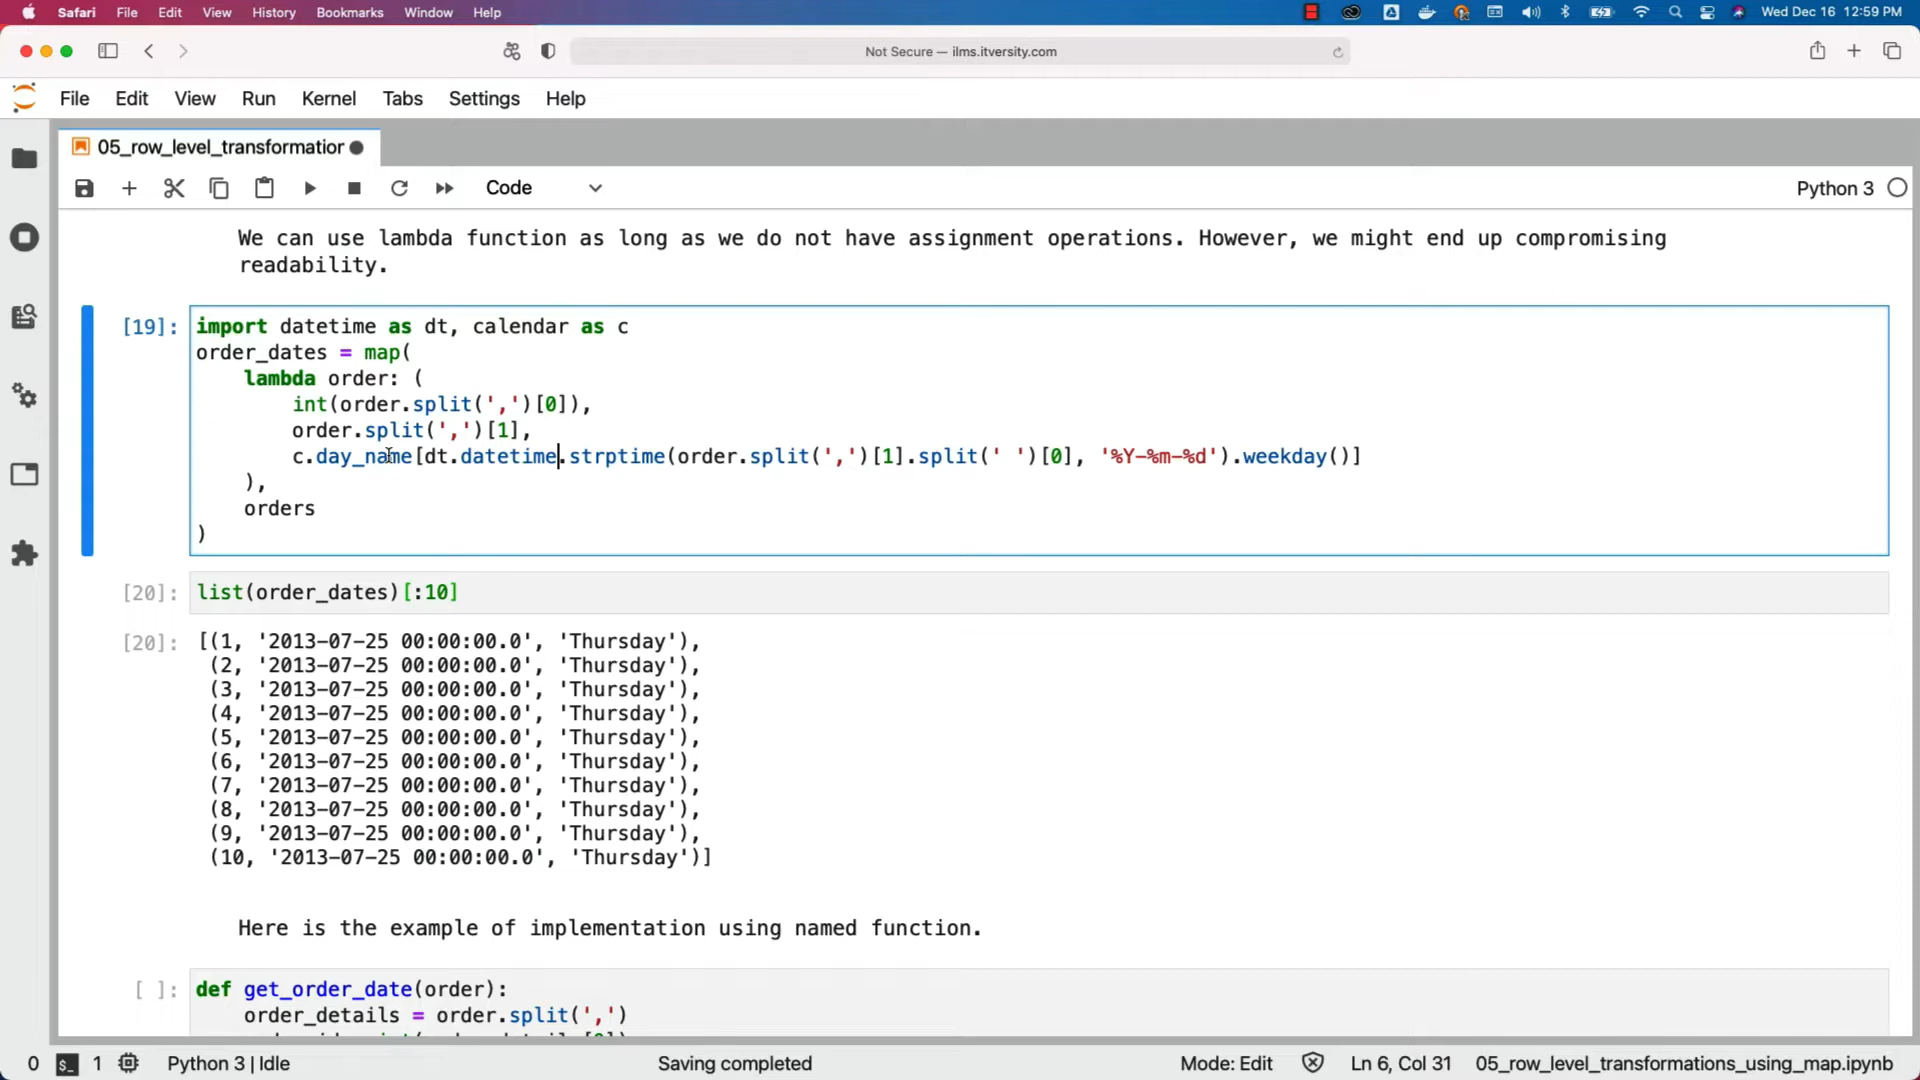 Safari File Edit View History Bookmarks Window Help Wed Dec 16 12:59 PM
Not Secure — ilms.itversity.com
File Edit View Run Kernel Tabs Settings Help
05_row_level_transformation
Code Python 3
We can use lambda function as long as we do not have assignment operations. However, we might end up compromising
readability.
[19]: import datetime as dt, calendar as c
order_dates = map(
lambda order: (
int(order.split(',')[0]),
order.split(',')[1],
c.day_name[dt.datetime.strptime(order.split(',')[1].split(' ')[0], '%Y-%m-%d').weekday()]
),
orders
)
[20]: list(order_dates)[:10]
[20]: [(1, '2013-07-25 00:00:00.0', 'Thursday'),
(2, '2013-07-25 00:00:00.0', 'Thursday'),
(3, '2013-07-25 00:00:00.0', 'Thursday'),
(4, '2013-07-25 00:00:00.0', 'Thursday'),
(5, '2013-07-25 00:00:00.0', 'Thursday'),
(6, '2013-07-25 00:00:00.0', 'Thursday'),
(7, '2013-07-25 00:00:00.0', 'Thursday'),
(8, '2013-07-25 00:00:00.0', 'Thursday'),
(9, '2013-07-25 00:00:00.0', 'Thursday'),
(10, '2013-07-25 00:00:00.0', 'Thursday')]
Here is the example of implementation using named function.
[ ]: def get_order_date(order):
order_details = order.split(',')
0 $_ 1 Python 3 | Idle Saving completed Mode: Edit Ln 6, Col 31 05_row_level_transformations_using_map.ipynb